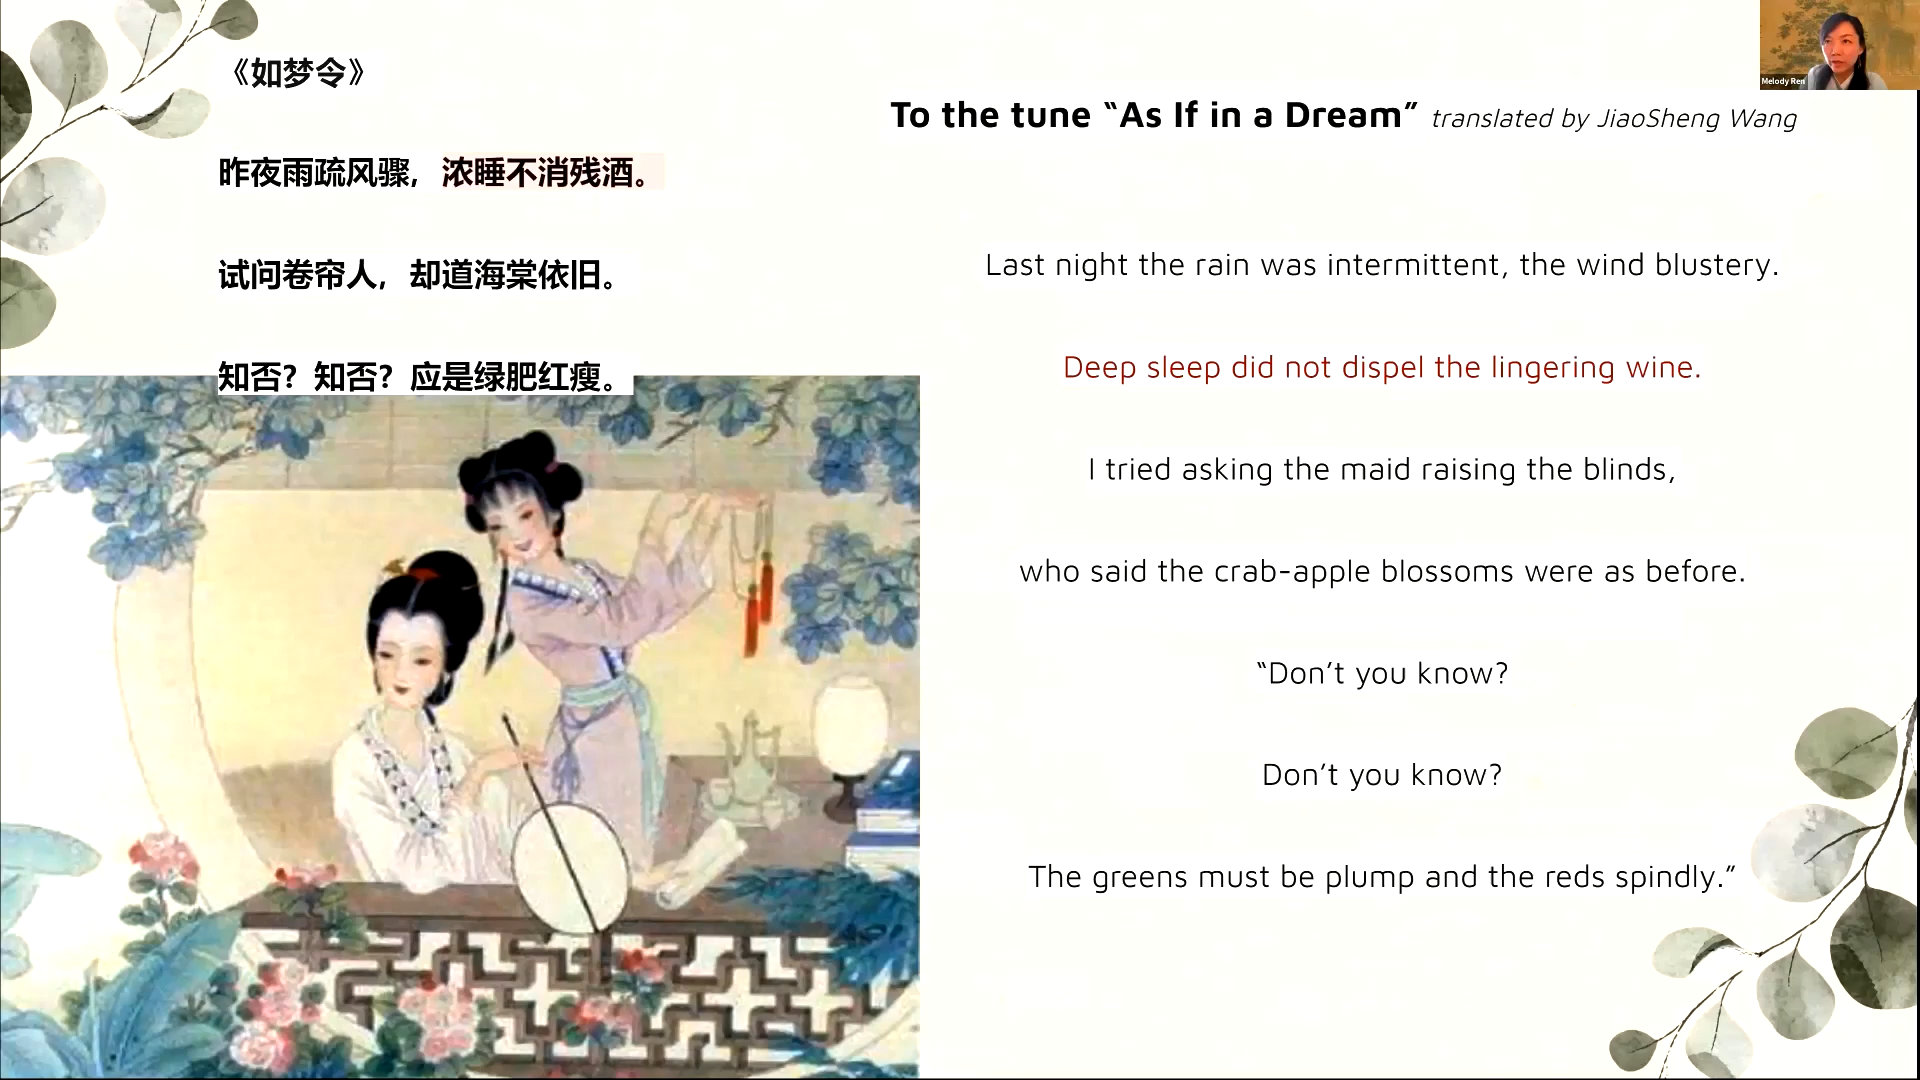 《如梦令》
昨夜雨疏风骤，浓睡不消残酒。
试问卷帘人，却道海棠依旧。
知否？知否？应是绿肥红瘦。
To the tune “As If in a Dream” translated by JiaoSheng Wang
Last night the rain was intermittent, the wind blustery.
Deep sleep did not dispel the lingering wine.
I tried asking the maid raising the blinds,
who said the crab-apple blossoms were as before.
“Don’t you know?
Don’t you know?
The greens must be plump and the reds spindly.”
Melody Ren